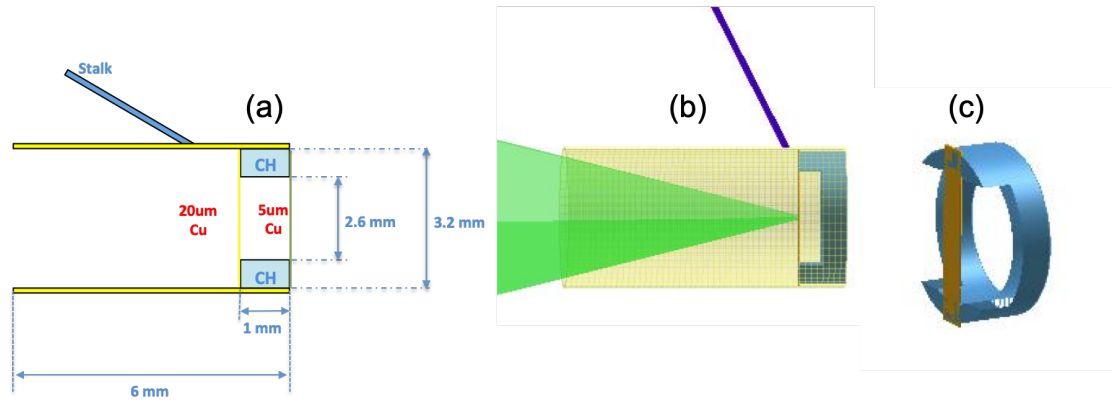 Stalk
(a)
CH
20um
Cu
5um
Cu
2.6 mm
3.2 mm
CH
1 mm
6 mm
(b)
(c)